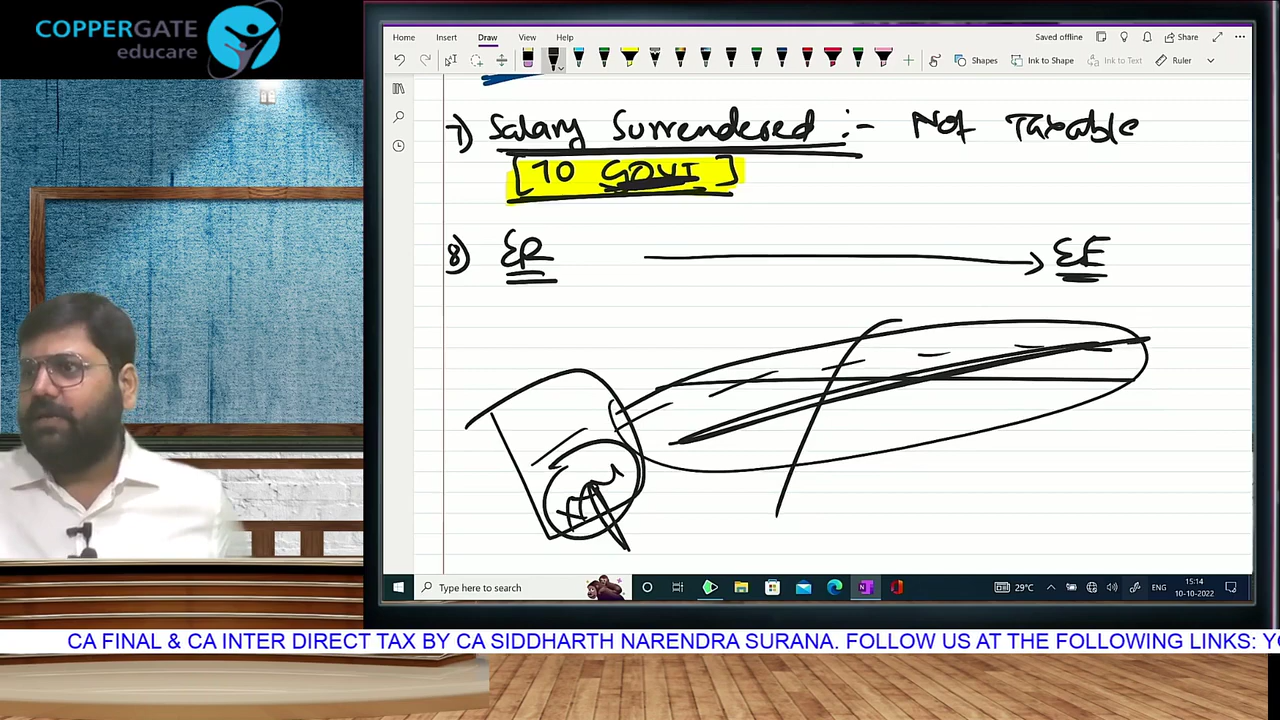 COPPERGATE
educare
Home Insert Draw View Help
Saved offline
Share
Shapes
Ink to Shape
Ink to Text
Ruler
7) Salary Surrendered :- Not Taxable
[TO GOVT]
8) ER → EE
Type here to search
29°C
ENG
15:14
10-10-2022
CA FINAL & CA INTER DIRECT TAX BY CA SIDDHARTH NARENDRA SURANA. FOLLOW US AT THE FOLLOWING LINKS: YO